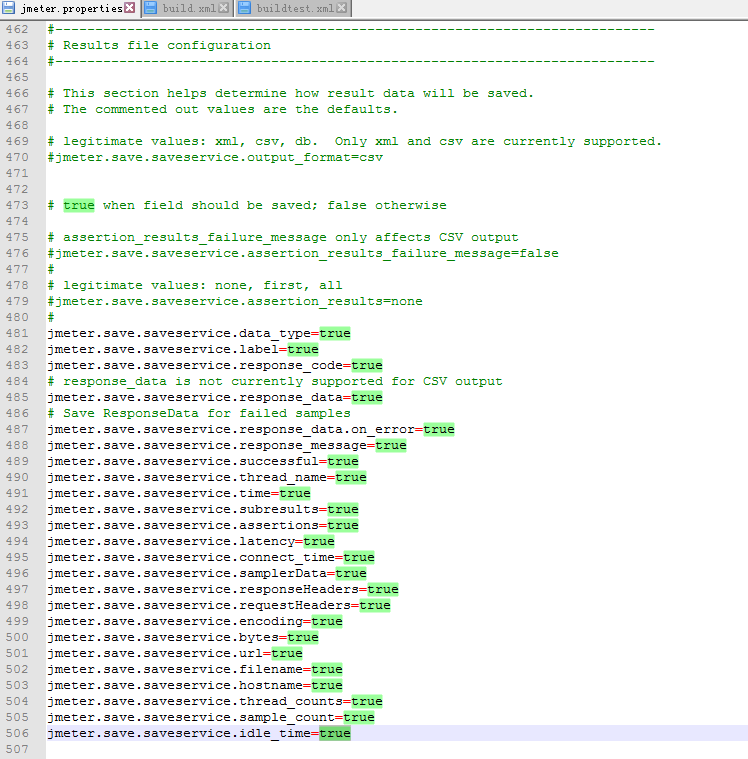 jmeter.properties build.xml buildtest.xml
462 #---------------------------------------------------------------------------
463 # Results file configuration
464 #---------------------------------------------------------------------------
465
466 # This section helps determine how result data will be saved.
467 # The commented out values are the defaults.
468
469 # legitimate values: xml, csv, db.  Only xml and csv are currently supported.
470 #jmeter.save.saveservice.output_format=csv
471
472
473 # true when field should be saved; false otherwise
474
475 # assertion_results_failure_message only affects CSV output
476 #jmeter.save.saveservice.assertion_results_failure_message=false
477 #
478 # legitimate values: none, first, all
479 #jmeter.save.saveservice.assertion_results=none
480 #
481 jmeter.save.saveservice.data_type=true
482 jmeter.save.saveservice.label=true
483 jmeter.save.saveservice.response_code=true
484 # response_data is not currently supported for CSV output
485 jmeter.save.saveservice.response_data=true
486 # Save ResponseData for failed samples
487 jmeter.save.saveservice.response_data.on_error=true
488 jmeter.save.saveservice.response_message=true
489 jmeter.save.saveservice.successful=true
490 jmeter.save.saveservice.thread_name=true
491 jmeter.save.saveservice.time=true
492 jmeter.save.saveservice.subresults=true
493 jmeter.save.saveservice.assertions=true
494 jmeter.save.saveservice.latency=true
495 jmeter.save.saveservice.connect_time=true
496 jmeter.save.saveservice.samplerData=true
497 jmeter.save.saveservice.responseHeaders=true
498 jmeter.save.saveservice.requestHeaders=true
499 jmeter.save.saveservice.encoding=true
500 jmeter.save.saveservice.bytes=true
501 jmeter.save.saveservice.url=true
502 jmeter.save.saveservice.filename=true
503 jmeter.save.saveservice.hostname=true
504 jmeter.save.saveservice.thread_counts=true
505 jmeter.save.saveservice.sample_count=true
506 jmeter.save.saveservice.idle_time=true
507